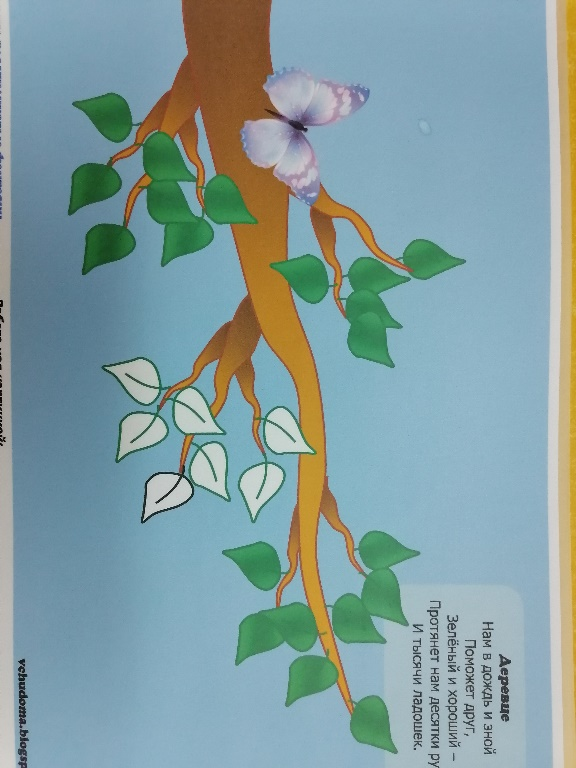 Деревце
Нам в дождь и зной
Поможет друг,
Зелёный и хороший –
Протянет нам десятки ру
И тысячи ладошек.
vchudoma.blogsp